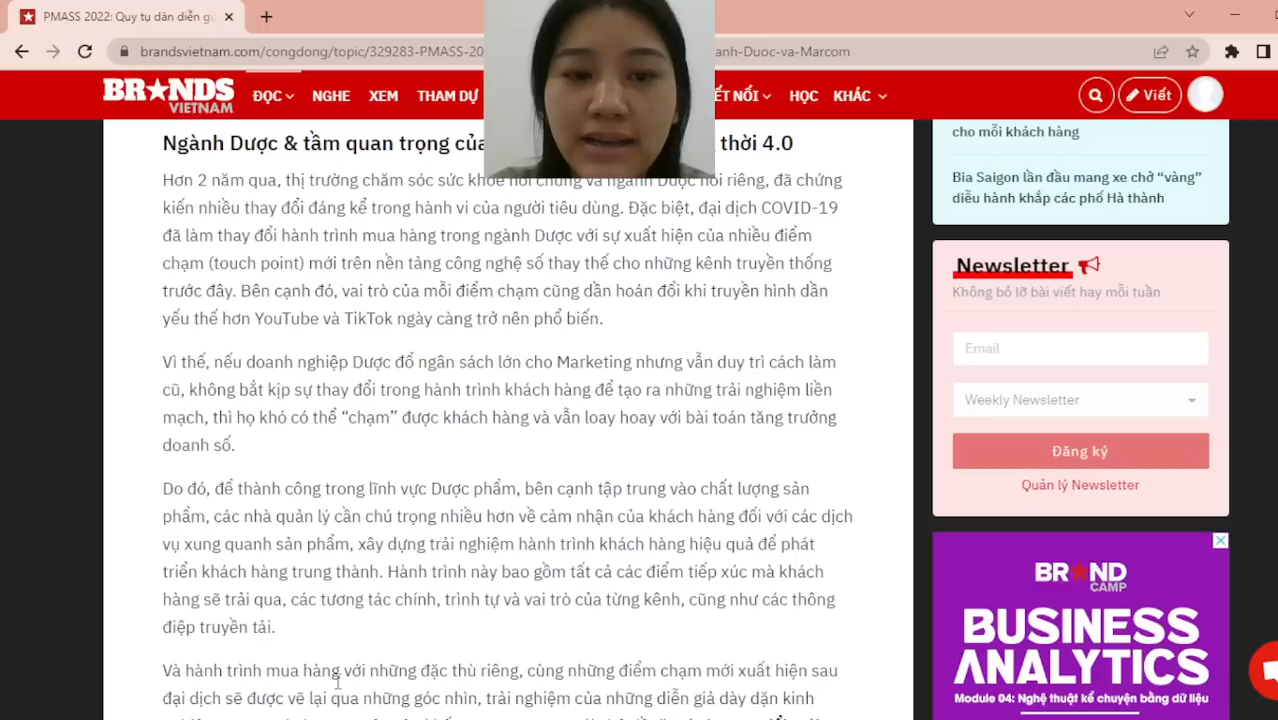 PMASS 2022: Quy tụ dàn diễn gi
brandsvietnam.com/congdong/topic/329283-PMASS-20
anh-Duoc-va-Marcom
BRANDS
VIETNAM
ĐỌC
NGHE
XEM
THAM DỰ
ẾT NỐI
HỌC
KHÁC
Viết
Ngành Dược & tầm quan trọng của
thời 4.0
Hơn 2 năm qua, thị trường chăm sóc sức khỏe nói chung và ngành Dược nói riêng, đã chứng
kiến nhiều thay đổi đáng kể trong hành vi của người tiêu dùng. Đặc biệt, đại dịch COVID-19
đã làm thay đổi hành trình mua hàng trong ngành Dược với sự xuất hiện của nhiều điểm
chạm (touch point) mới trên nền tảng công nghệ số thay thế cho những kênh truyền thống
trước đây. Bên cạnh đó, vai trò của mỗi điểm chạm cũng dần hoán đổi khi truyền hình dần
yếu thế hơn YouTube và TikTok ngày càng trở nên phổ biến.
Vì thế, nếu doanh nghiệp Dược đổ ngân sách lớn cho Marketing nhưng vẫn duy trì cách làm
cũ, không bắt kịp sự thay đổi trong hành trình khách hàng để tạo ra những trải nghiệm liền
mạch, thì họ khó có thể “chạm” được khách hàng và vẫn loay hoay với bài toán tăng trưởng
doanh số.
Do đó, để thành công trong lĩnh vực Dược phẩm, bên cạnh tập trung vào chất lượng sản
phẩm, các nhà quản lý cần chú trọng nhiều hơn về cảm nhận của khách hàng đối với các dịch
vụ xung quanh sản phẩm, xây dựng trải nghiệm hành trình khách hàng hiệu quả để phát
triển khách hàng trung thành. Hành trình này bao gồm tất cả các điểm tiếp xúc mà khách
hàng sẽ trải qua, các tương tác chính, trình tự và vai trò của từng kênh, cũng như các thông
điệp truyền tải.
Và hành trình mua hàng với những đặc thù riêng, cùng những điểm chạm mới xuất hiện sau
đại dịch sẽ được vẽ lại qua những góc nhìn, trải nghiệm của những diễn giả dày dặn kinh
cho mỗi khách hàng
Bia Saigon lần đầu mang xe chở “vàng”
diễu hành khắp các phố Hà thành
Newsletter
Không bỏ lỡ bài viết hay mỗi tuần
Email
Weekly Newsletter
Đăng ký
Quản lý Newsletter
BRAND
CAMP
BUSINESS
ANALYTICS
Module 04: Nghệ thuật kể chuyện bằng dữ liệu